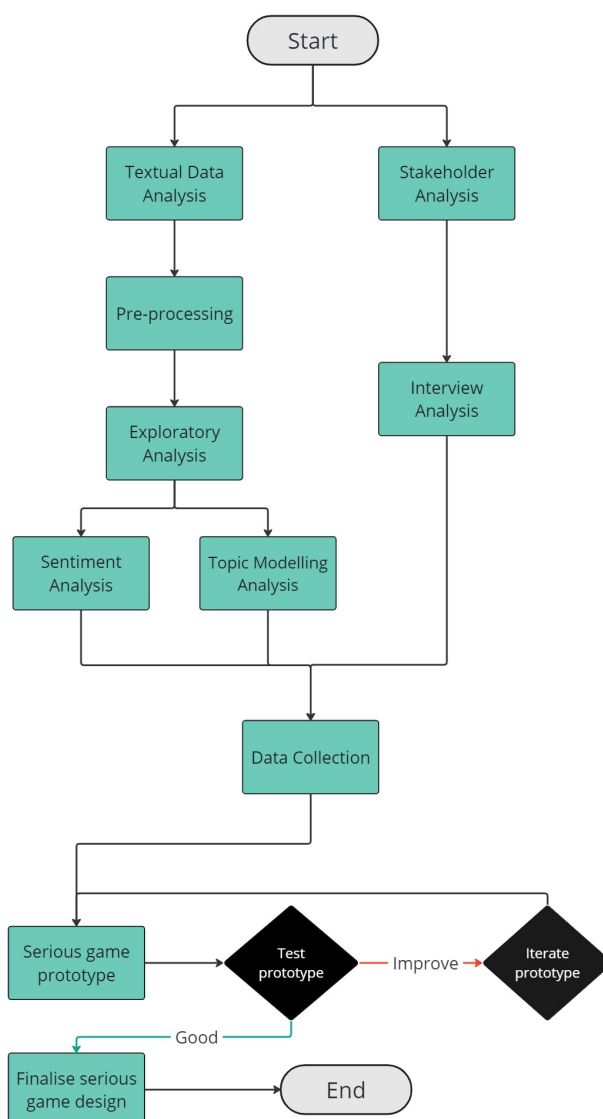 Start
Textual Data
Analysis
Stakeholder
Analysis
Pre-processing
Interview
Analysis
Exploratory
Analysis
Sentiment
Analysis
Topic Modelling
Analysis
Data Collection
Serious game
prototype
Test
prototype
Improve
Iterate
prototype
Good
Finalise serious
game design
End